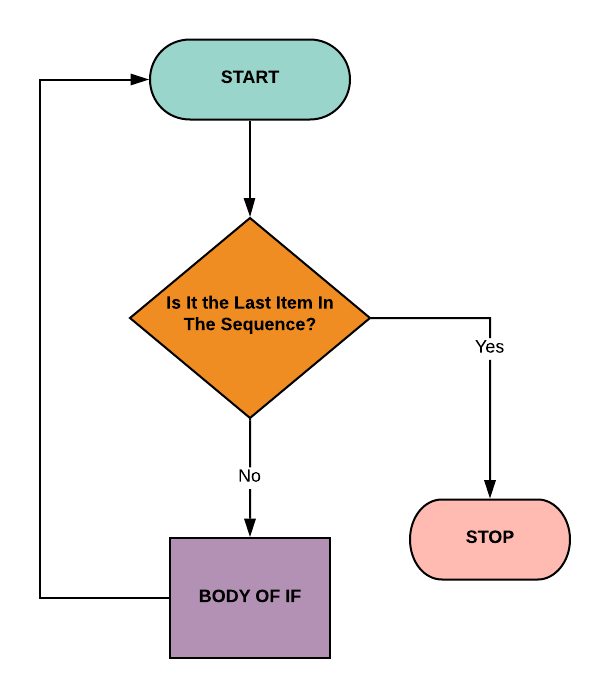 START
Is It the Last Item In
The Sequence?
Yes
No
STOP
BODY OF IF